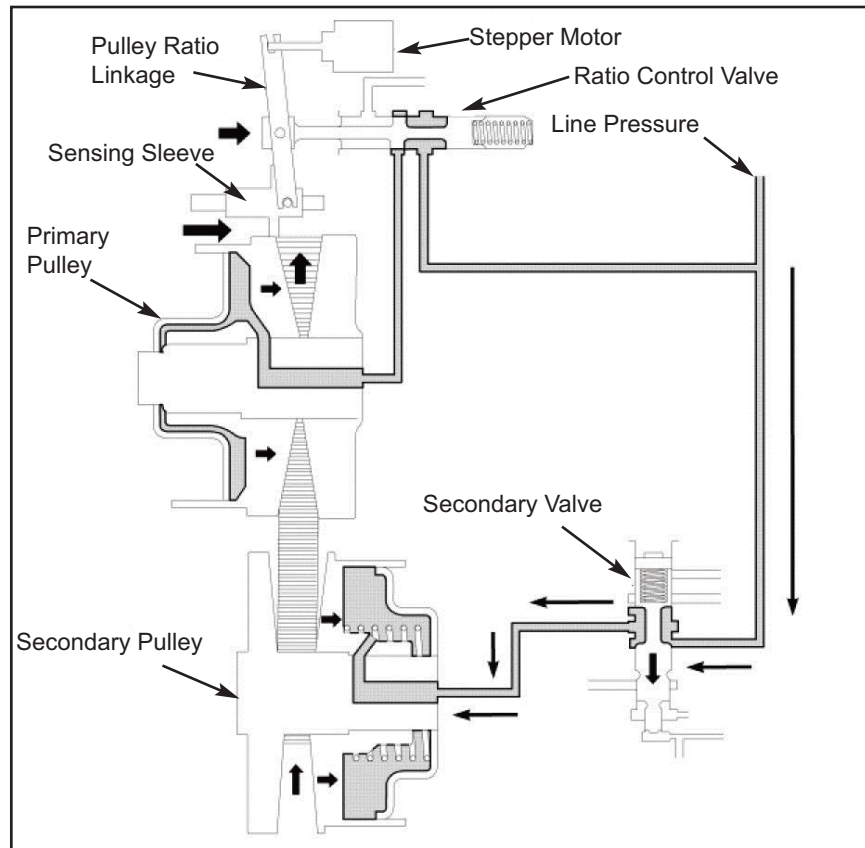 Pulley Ratio
Linkage
Stepper Motor
Ratio Control Valve
Line Pressure
Sensing Sleeve
Primary
Pulley
Secondary Valve
Secondary Pulley